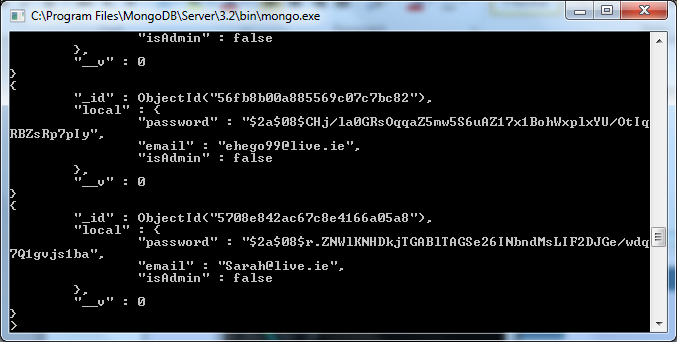 C:\Program Files\MongoDB\Server\3.2\bin\mongo.exe
"isAdmin" : false
},
"__v" : 0
}
{
"_id" : ObjectId("56fb8b00a885569c07c7bc82"),
"local" : {
"password" : "$2a$08$CHj/la0GRsOqqaZ5mw5S6uAZ17x1BohWxplxYU/OtIq
RBZsRp7pIy",
"email" : "ehego99@live.ie",
"isAdmin" : false
},
"__v" : 0
}
{
"_id" : ObjectId("5708e842ac67c8e4166a05a8"),
"local" : {
"password" : "$2a$08$r.ZNWlKNHDkjTGABlTAGSe26INbndMsLIF2DJGe/wdq
7Q1gvjs1ba",
"email" : "Sarah@live.ie",
"isAdmin" : false
},
"__v" : 0
}
>